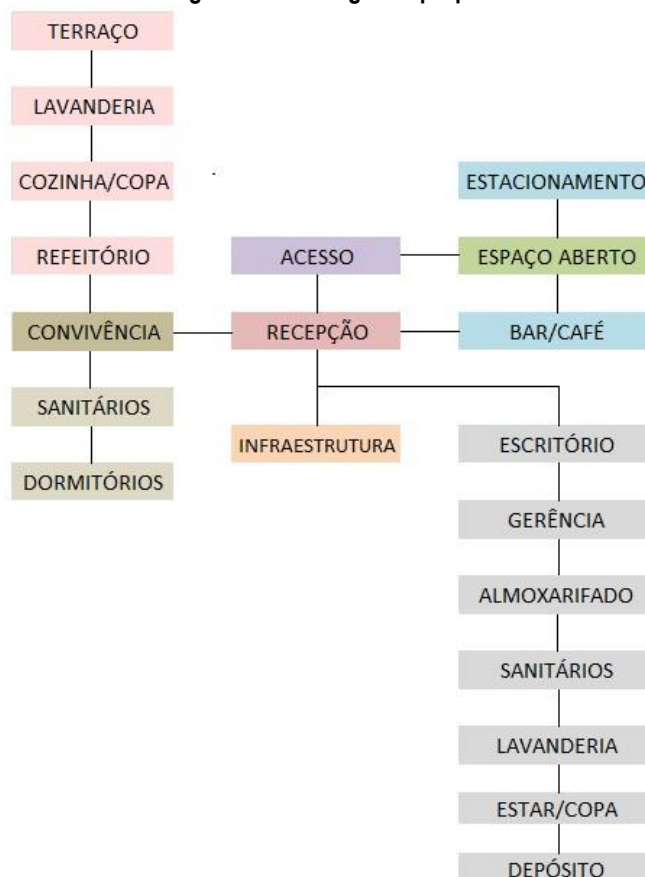 TERRAÇO
LAVANDERIA
COZINHA/COPA
ESTACIONAMENTO
REFEITÓRIO
ACESSO
ESPAÇO ABERTO
CONVIVÊNCIA
RECEPÇÃO
BAR/CAFÉ
SANITÁRIOS
INFRAESTRUTURA
ESCRITÓRIO
DORMITÓRIOS
GERÊNCIA
ALMOXARIFADO
SANITÁRIOS
LAVANDERIA
ESTAR/COPA
DEPÓSITO